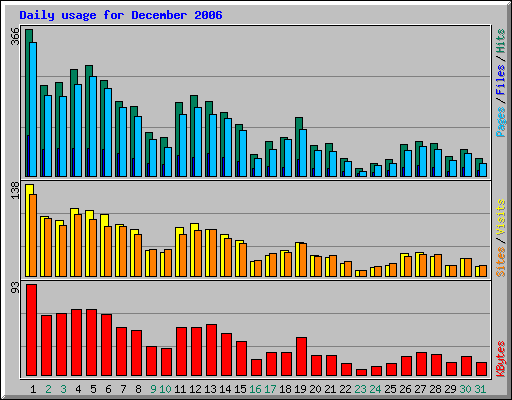 Daily usage for December 2006
366
Pages / Files / Hits
138
Sites / Visits
93
KBytes
1 2 3 4 5 6 7 8 9 10 11 12 13 14 15 16 17 18 19 20 21 22 23 24 25 26 27 28 29 30 31